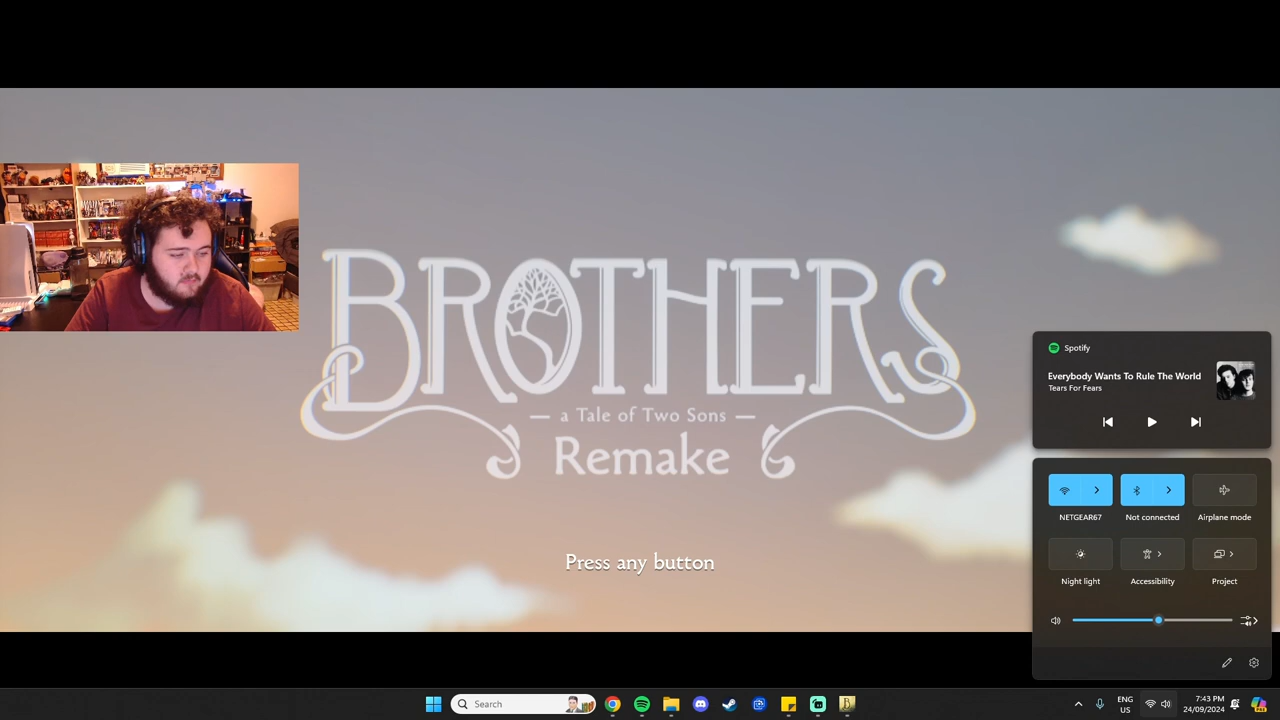 BROTHERS
a Tale of Two Sons
Remake
Press any button
Spotify
Everybody Wants To Rule The World
Tears For Fears
NETGEAR67
Not connected
Airplane mode
Night light
Accessibility
Project
Search
ENG
US
7:43 PM
24/09/2024